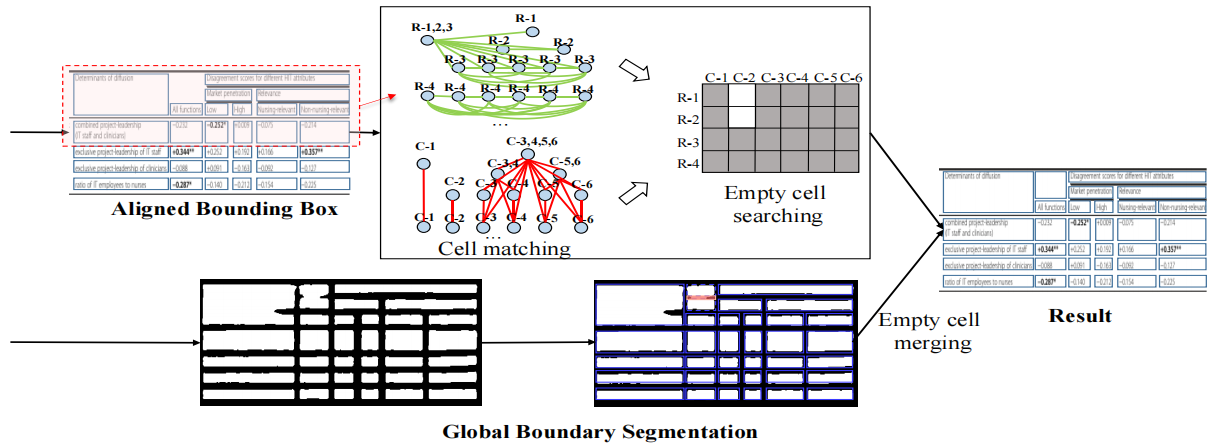 Determinants of diffusion
Disagreement scores for different HIT attributes
Market penetration
Relevance
All functions
Low
High
Nursing-relevant
Non-nursing-relevant
combined project-leadership
(IT staff and clinicians)
−0.232
−0.252*
+0.009
−0.075
−0.214
exclusive project-leadership of IT staff
+0.344**
+0.252
+0.192
+0.166
+0.357**
exclusive project-leadership of clinicians
−0.088
+0.091
−0.163
−0.092
−0.127
ratio of IT employees to nurses
−0.287*
−0.140
−0.212
−0.154
−0.225
Aligned Bounding Box
R-1
R-1,2,3
R-2
R-2
R-3 R-3 R-3 R-3 R-3
R-4 R-4 R-4 R-4 R-4 R-4
...
C-3,4,5,6
C-1
C-3,4
C-5,6
C-2
C-3 C-4 C-5 C-6
C-1 C-2 C-3 C-4 C-5 C-6
...
Cell matching
C-1 C-2 C-3 C-4 C-5 C-6
R-1
R-2
R-3
R-4
Empty cell
searching
Determinants of diffusion
Disagreement scores for different HIT attributes
Market penetration
Relevance
All functions
Low
High
Nursing-relevant
Non-nursing-relevant
combined project-leadership
(IT staff and clinicians)
−0.232
−0.252*
+0.009
−0.075
−0.214
exclusive project-leadership of IT staff
+0.344**
+0.252
+0.192
+0.166
+0.357**
exclusive project-leadership of clinicians
−0.088
+0.091
−0.163
−0.092
−0.127
ratio of IT employees to nurses
−0.287*
−0.140
−0.212
−0.154
−0.225
Result
Empty cell
merging
Global Boundary Segmentation